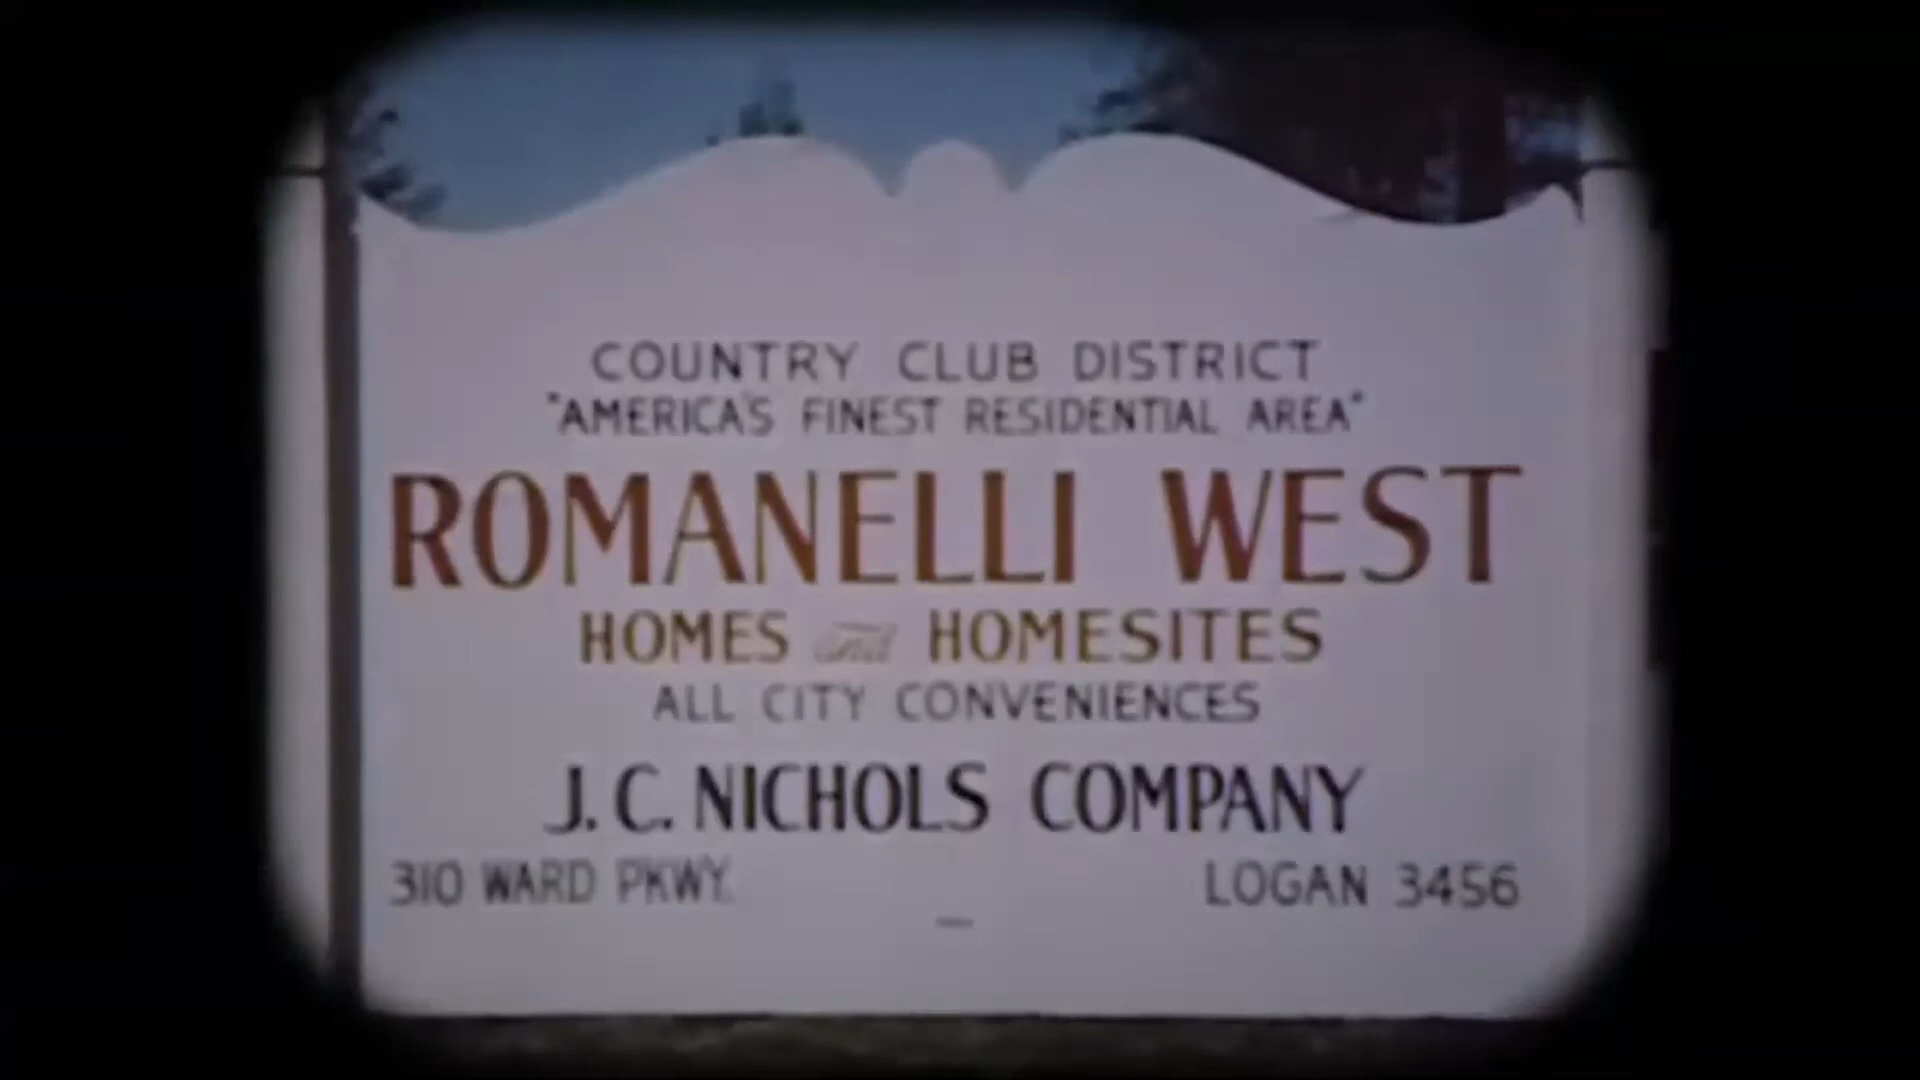 COUNTRY CLUB DISTRICT
"AMERICA'S FINEST RESIDENTIAL AREA"
ROMANELLI WEST
HOMES and HOMESITES
ALL CITY CONVENIENCES
J. C. NICHOLS COMPANY
310 WARD PKWY. LOGAN 3456